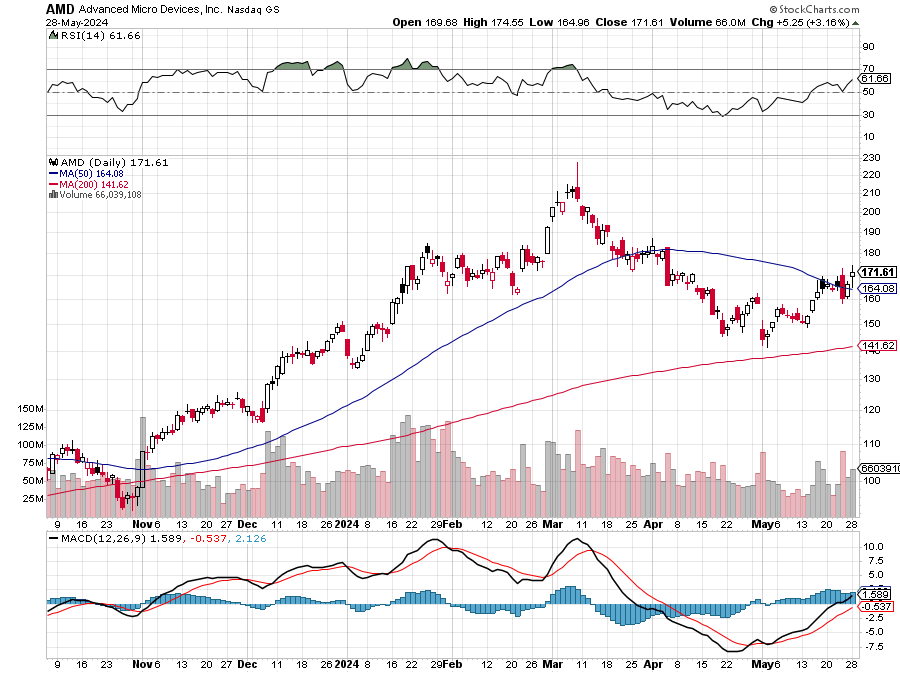 AMD Advanced Micro Devices, Inc. Nasdaq GS
© StockCharts.com
28-May-2024
Open 169.68 High 174.55 Low 164.96 Close 171.61 Volume 66.0M Chg +5.25 (+3.16%)
RSI(14) 61.66
90
70
61.66
50
30
10
AMD (Daily) 171.61
MA(50) 164.08
MA(200) 141.62
Volume 66,039,108
230
220
210
200
190
180
171.61
164.08
160
150
141.62
140
130
120
110
100
150M
125M
100M
75M
50M
25M
6603910
9 16 23 Nov 6 13 20 27 Dec 11 18 26 2024 8 16 22 29 Feb 12 20 26 Mar 11 18 25 Apr 8 15 22 May 6 13 20 28
MACD(12,26,9) 1.589, -0.537, 2.126
10.0
7.5
5.0
1.589
-0.537
-2.5
-5.0
-7.5
9 16 23 Nov 6 13 20 27 Dec 11 18 26 2024 8 16 22 29 Feb 12 20 26 Mar 11 18 25 Apr 8 15 22 May 6 13 20 28